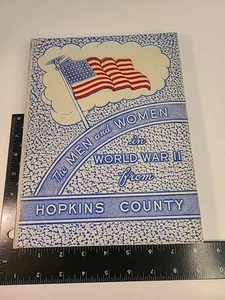 The MEN and WOMEN
in
WORLD WAR II
from
HOPKINS COUNTY